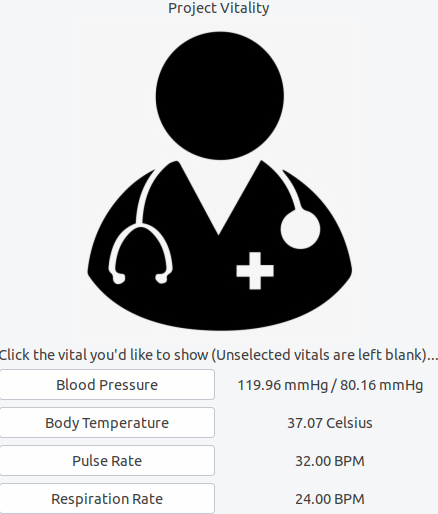 Project Vitality
Click the vital you'd like to show (Unselected vitals are left blank)...
Blood Pressure 119.96 mmHg / 80.16 mmHg
Body Temperature 37.07 Celsius
Pulse Rate 32.00 BPM
Respiration Rate 24.00 BPM